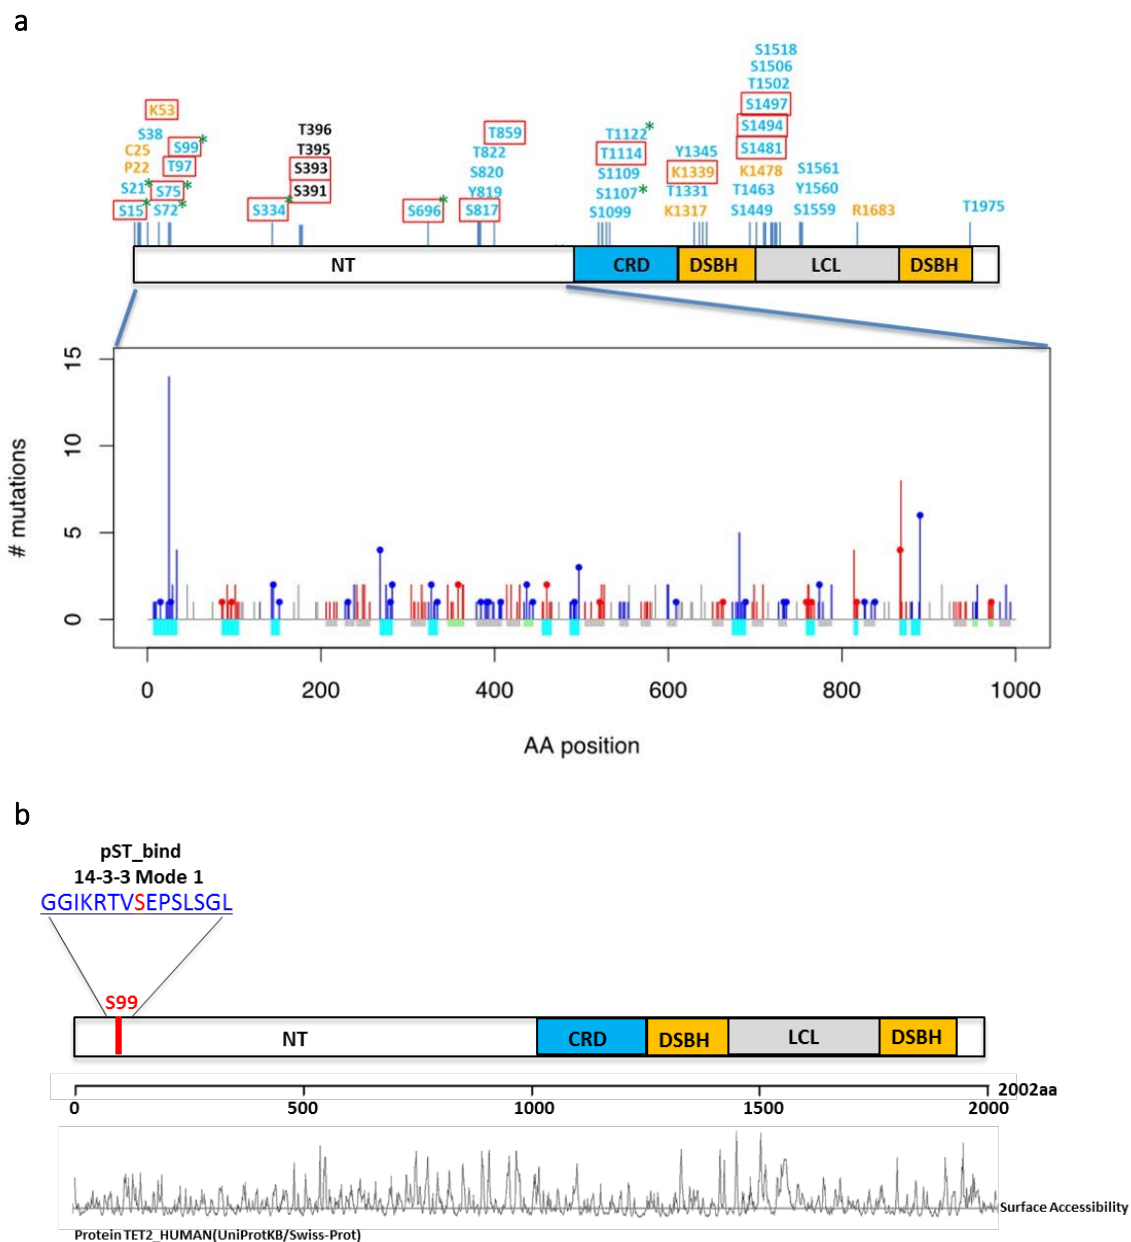 a
S1518
S1506
T1502
S1497
S1494
S1481
K1478
T1463
S1449
K53
S38
C25
P22
S21*
S15*
S99*
T97
S75*
S72*
T396
T395
S393
S391
S334*
S696*
T859
T822
S820
Y819
S817
T1122*
T1114
S1109
S1107*
S1099
Y1345
K1339
T1331
K1317
S1561
Y1560
S1559
R1683
T1975
NT CRD DSBH LCL DSBH
15
10
5
0
# mutations
0 200 400 600 800 1000
AA position
b
pST_bind
14-3-3 Mode 1
GGIKRTVSEPSLSGL
S99
NT CRD DSBH LCL DSBH
2002aa
0 500 1000 1500 2000
Surface Accessibility
Protein TET2_HUMAN(UniProtKB/Swiss-Prot)